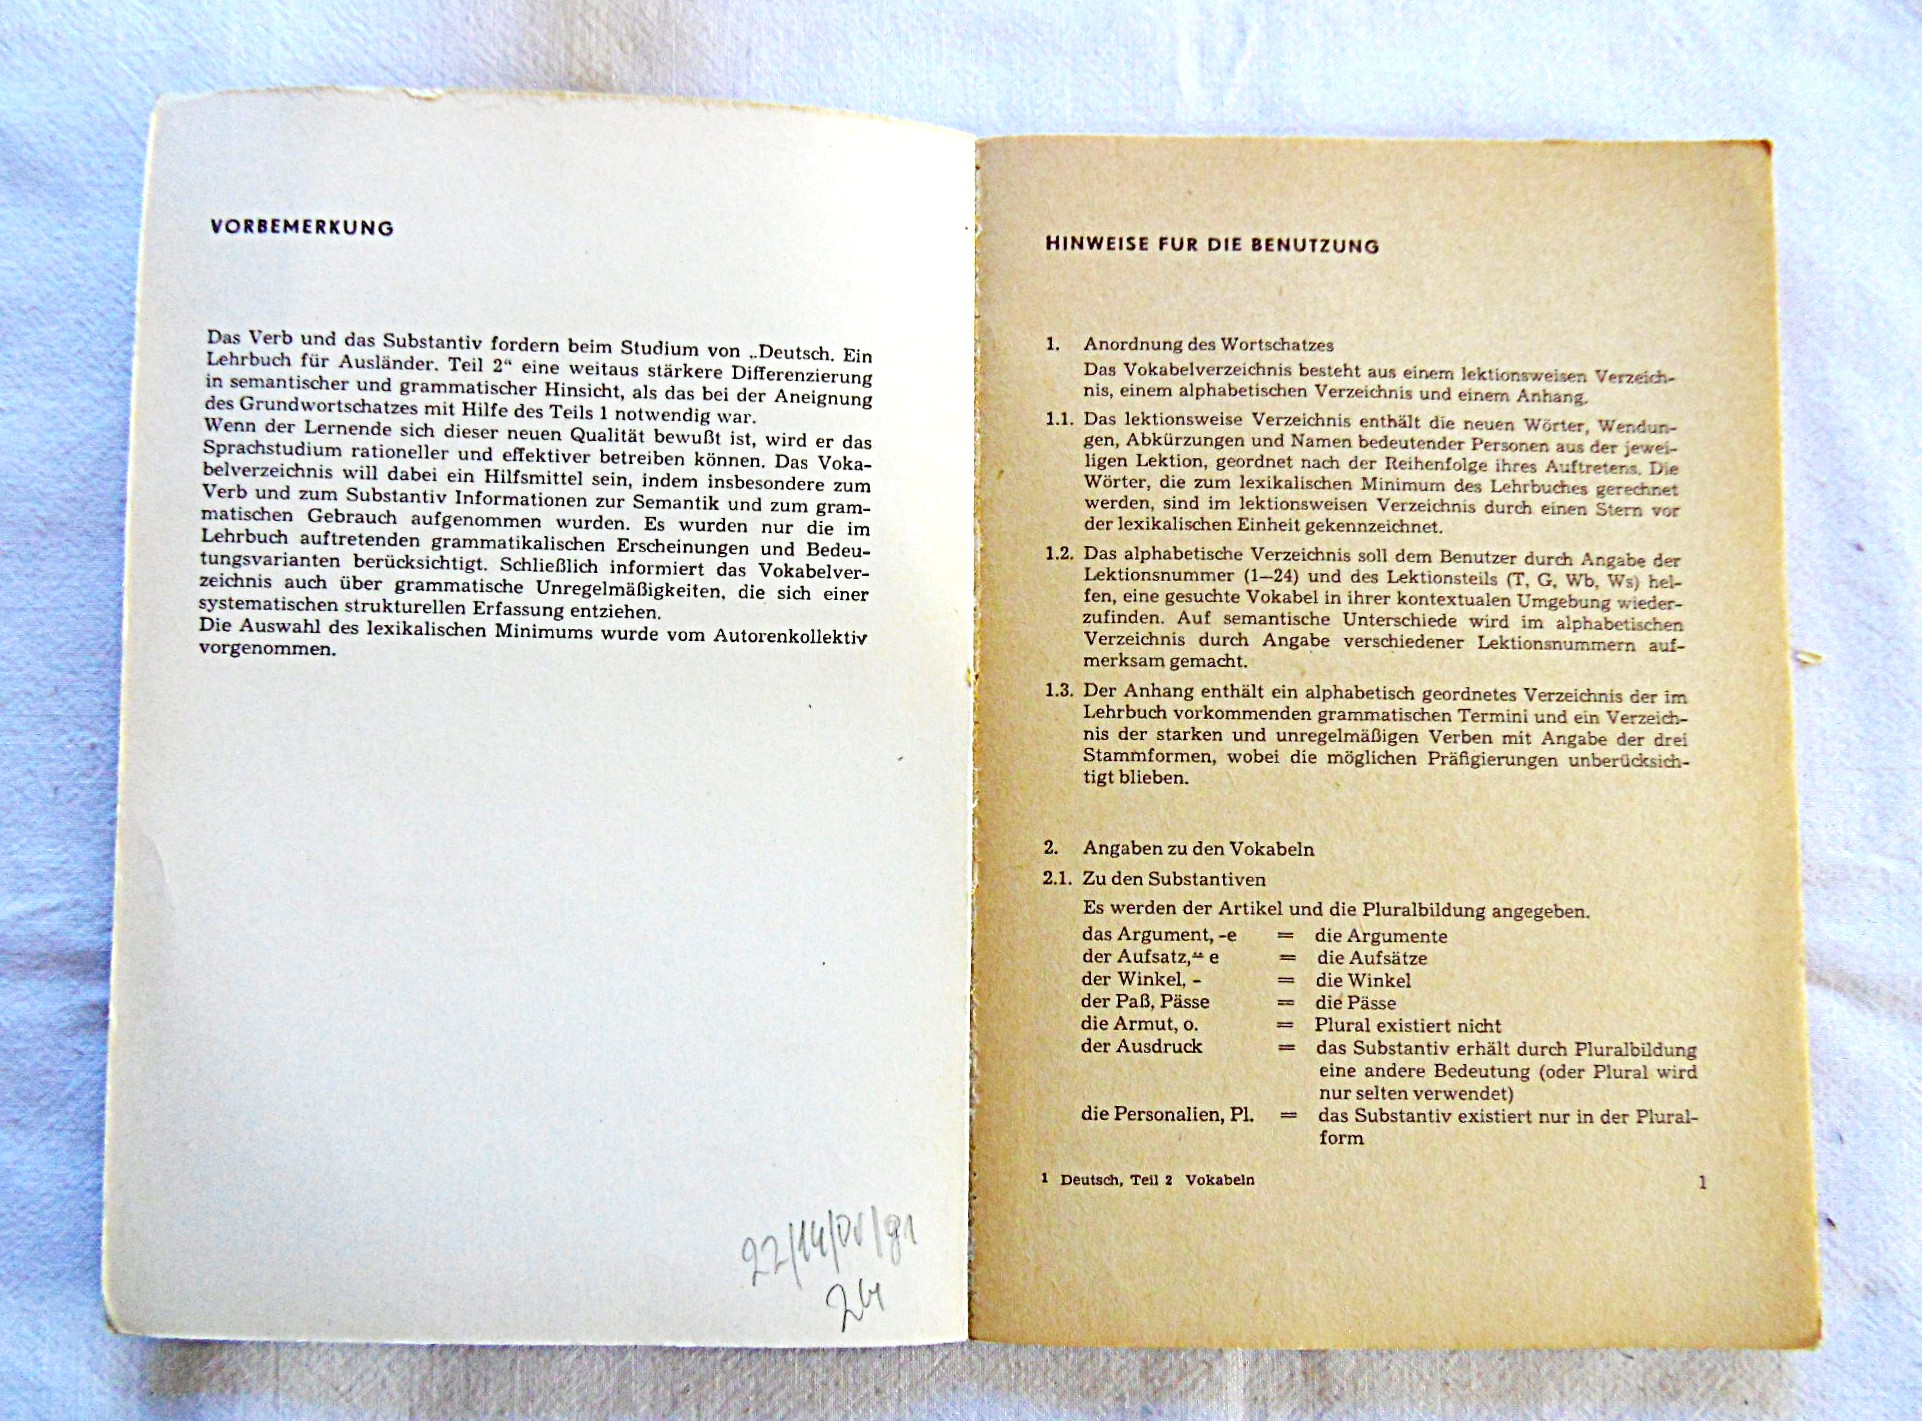 VORBEMERKUNG
Das Verb und das Substantiv fordern beim Studium von „Deutsch. Ein
Lehrbuch für Ausländer. Teil 2“ eine weitaus stärkere Differenzierung
in semantischer und grammatischer Hinsicht, als das bei der Aneignung
des Grundwortschatzes mit Hilfe des Teils 1 notwendig war.
Wenn der Lernende sich dieser neuen Qualität bewußt ist, wird er das
Sprachstudium rationeller und effektiver betreiben können. Das Voka-
belverzeichnis will dabei ein Hilfsmittel sein, indem insbesondere zum
Verb und zum Substantiv Informationen zur Semantik und zum gram-
matischen Gebrauch aufgenommen wurden. Es wurden nur die im
Lehrbuch auftretenden grammatikalischen Erscheinungen und Bedeu-
tungsvarianten berücksichtigt. Schließlich informiert das Vokabelver-
zeichnis auch über grammatische Unregelmäßigkeiten, die sich einer
systematischen strukturellen Erfassung entziehen.
Die Auswahl des lexikalischen Minimums wurde vom Autorenkollektiv
vorgenommen.
HINWEISE FUR DIE BENUTZUNG
1. Anordnung des Wortschatzes
Das Vokabelverzeichnis besteht aus einem lektionsweisen Verzeich-
nis, einem alphabetischen Verzeichnis und einem Anhang.
1.1. Das lektionsweise Verzeichnis enthält die neuen Wörter, Wendun-
gen, Abkürzungen und Namen bedeutender Personen aus der jewei-
ligen Lektion, geordnet nach der Reihenfolge ihres Auftretens. Die
Wörter, die zum lexikalischen Minimum des Lehrbuches gerechnet
werden, sind im lektionsweisen Verzeichnis durch einen Stern vor
der lexikalischen Einheit gekennzeichnet.
1.2. Das alphabetische Verzeichnis soll dem Benutzer durch Angabe der
Lektionsnummer (1—24) und des Lektionsteils (T, G, Wb, Ws) hel-
fen, eine gesuchte Vokabel in ihrer kontextualen Umgebung wieder-
zufinden. Auf semantische Unterschiede wird im alphabetischen
Verzeichnis durch Angabe verschiedener Lektionsnummern auf-
merksam gemacht.
1.3. Der Anhang enthält ein alphabetisch geordnetes Verzeichnis der im
Lehrbuch vorkommenden grammatischen Termini und ein Verzeich-
nis der starken und unregelmäßigen Verben mit Angabe der drei
Stammformen, wobei die möglichen Präfigierungen unberücksich-
tigt blieben.
2. Angaben zu den Vokabeln
2.1. Zu den Substantiven
Es werden der Artikel und die Pluralbildung angegeben.
das Argument, -e = die Argumente
der Aufsatz, ⸚e = die Aufsätze
der Winkel, - = die Winkel
der Paß, Pässe = die Pässe
die Armut, o. = Plural existiert nicht
der Ausdruck = das Substantiv erhält durch Pluralbildung
eine andere Bedeutung (oder Plural wird
nur selten verwendet)
die Personalien, Pl. = das Substantiv existiert nur in der Plural-
form
1 Deutsch, Teil 2 Vokabeln 1